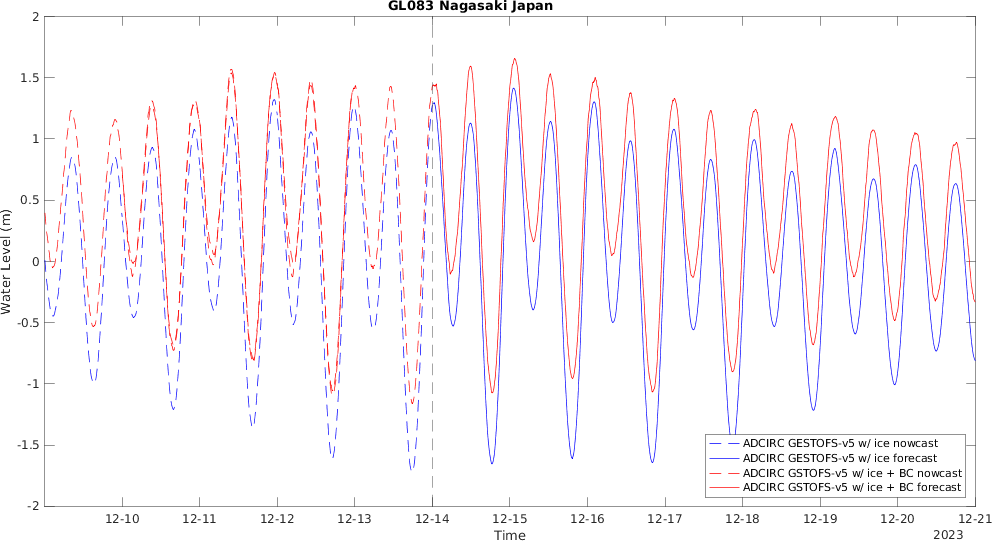 GL083 Nagasaki Japan
2
1.5
1
0.5
0
-0.5
-1
-1.5
-2
Water Level (m)
ADCIRC GESTOFS-v5 w/ ice nowcast
ADCIRC GESTOFS-v5 w/ ice forecast
ADCIRC GSTOFS-v5 w/ ice + BC nowcast
ADCIRC GSTOFS-v5 w/ ice + BC forecast
12-10 12-11 12-12 12-13 12-14 12-15 12-16 12-17 12-18 12-19 12-20 12-21
Time
2023